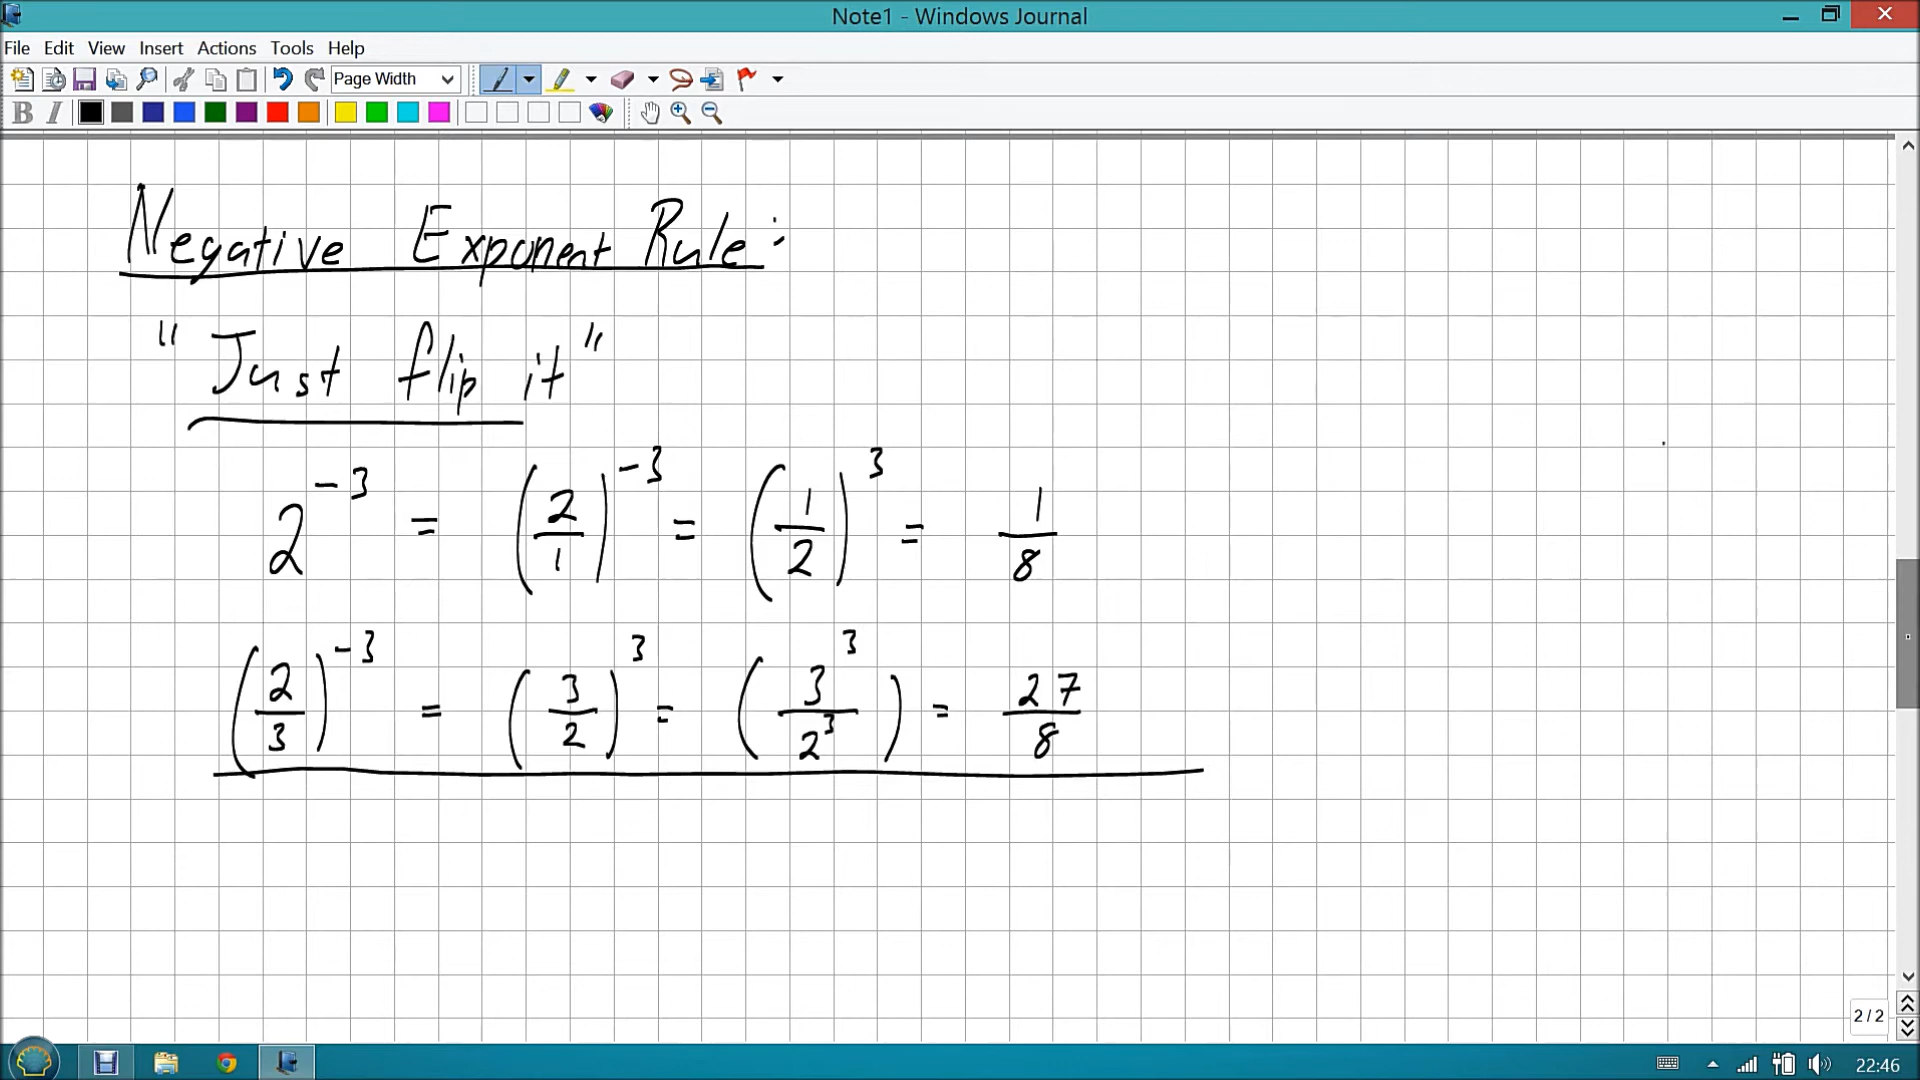 Note1 - Windows Journal
File Edit View Insert Actions Tools Help
Page Width
B I
Negative Exponent Rule:
"Just flip it"
2^-3 = (2/1)^-3 = (1/2)^3 = 1/8
(2/3)^-3 = (3/2)^3 = (3^3/2^3) = 27/8
2 / 2
22:46